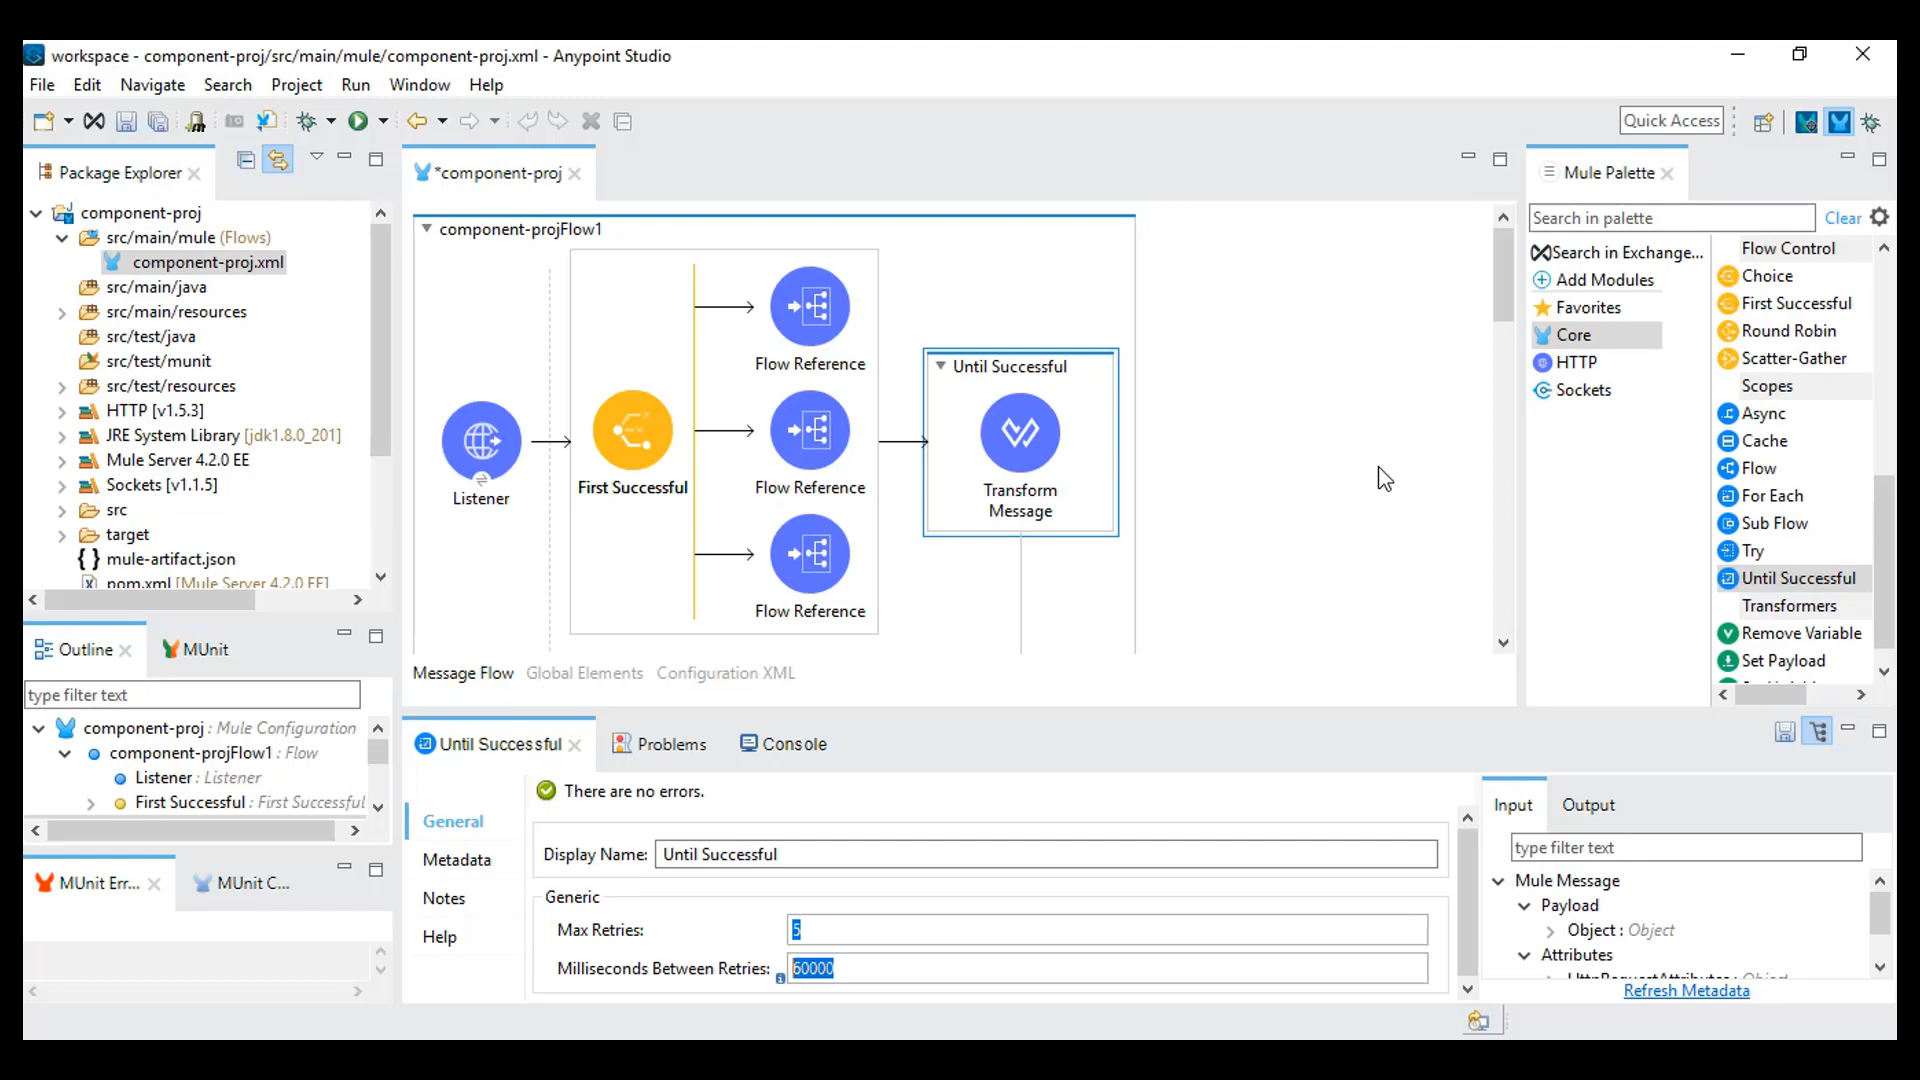 workspace - component-proj/src/main/mule/component-proj.xml - Anypoint Studio
File Edit Navigate Search Project Run Window Help
Quick Access
Package Explorer
component-proj
src/main/mule (Flows)
component-proj.xml
src/main/java
src/main/resources
src/test/java
src/test/munit
src/test/resources
HTTP [v1.5.3]
JRE System Library [jdk1.8.0_201]
Mule Server 4.2.0 EE
Sockets [v1.1.5]
src
target
mule-artifact.json
pom.xml [Mule Server 4.2.0 EE]
Outline
MUnit
type filter text
component-proj : Mule Configuration
component-projFlow1 : Flow
Listener : Listener
First Successful : First Successful
MUnit Err...
MUnit C...
*component-proj
component-projFlow1
Listener
First Successful
Flow Reference
Flow Reference
Flow Reference
Until Successful
Transform
Message
Message Flow Global Elements Configuration XML
Mule Palette
Search in palette
Clear
Search in Exchange...
Add Modules
Favorites
Core
HTTP
Sockets
Flow Control
Choice
First Successful
Round Robin
Scatter-Gather
Scopes
Async
Cache
Flow
For Each
Sub Flow
Try
Until Successful
Transformers
Remove Variable
Set Payload
Until Successful
Problems
Console
There are no errors.
General
Metadata
Notes
Help
Display Name: Until Successful
Generic
Max Retries: 5
Milliseconds Between Retries: 60000
Input
Output
type filter text
Mule Message
Payload
Object : Object
Attributes
HttpRequestAttributes : Object
Refresh Metadata